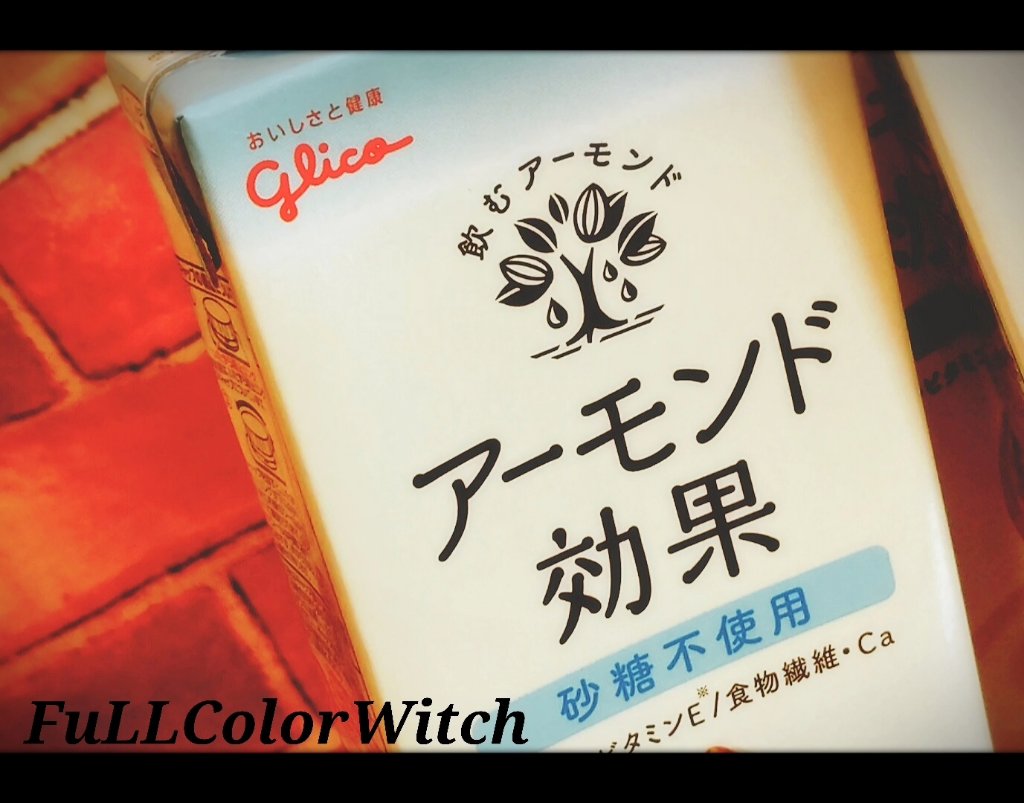 おいしさと健康
Glico
飲むアーモンド
アーモンド
効果
砂糖不使用
ビタミンE※/食物繊維・Ca
FuLLColorWitch